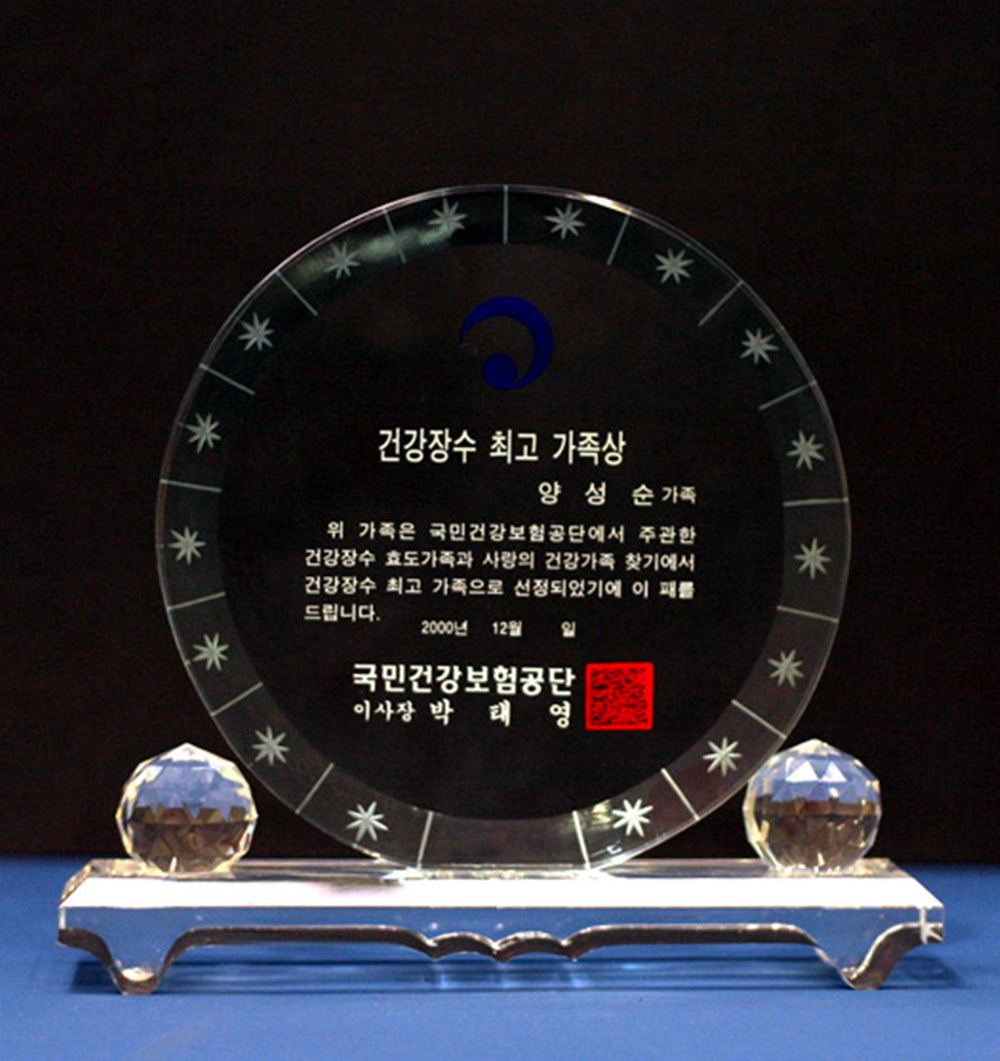 건강장수 최고 가족상
양 성 순 가족
위 가족은 국민건강보험공단에서 주관한
건강장수 효도가족과 사랑의 건강가족 찾기에서
건강장수 최고 가족으로 선정되었기에 이 패를
드립니다.
2000년 12월 일
국민건강보험공단
이사장 박 태 영